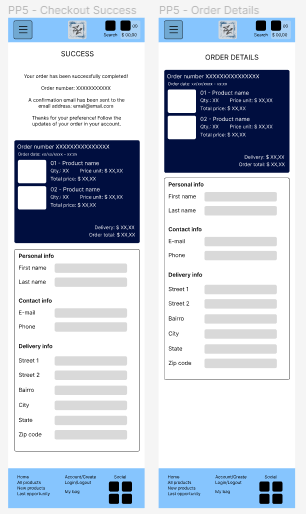 PP5 - Checkout Success
Search $ 00,00
SUCCESS
Your order has been successfully completed!
Order number: XXXXXXXXXXX
A confirmation email has been sent to the
email address: email@email.com
Thanks for your preference! Follow the
updates of your order in your account.
Order number XXXXXXXXXXXXXXX
Order date: xx/xx/xxxx - xx:xx
01 - Product name
Qty.: XX Price unit: $ XX,XX
Total price: $ XX,XX
02 - Product name
Qty.: XX Price unit: $ XX,XX
Total price: $ XX,XX
Delivery: $ XX,XX
Order total: $ XX,XX
Personal info
First name
Last name
Contact info
E-mail
Phone
Delivery info
Street 1
Street 2
Bairro
City
State
Zip code
Home
All products
New products
Last opportunity
Account/Create
Login/Logout
My bag
Social
PP5 - Order Details
Search $ 00,00
ORDER DETAILS
Order number XXXXXXXXXXXXXXX
Order date: xx/xx/xxxx - xx:xx
01 - Product name
Qty.: XX Price unit: $ XX,XX
Total price: $ XX,XX
02 - Product name
Qty.: XX Price unit: $ XX,XX
Total price: $ XX,XX
Delivery: $ XX,XX
Order total: $ XX,XX
Personal info
First name
Last name
Contact info
E-mail
Phone
Delivery info
Street 1
Street 2
Bairro
City
State
Zip code
Home
All products
New products
Last opportunity
Account/Create
Login/Logout
My bag
Social